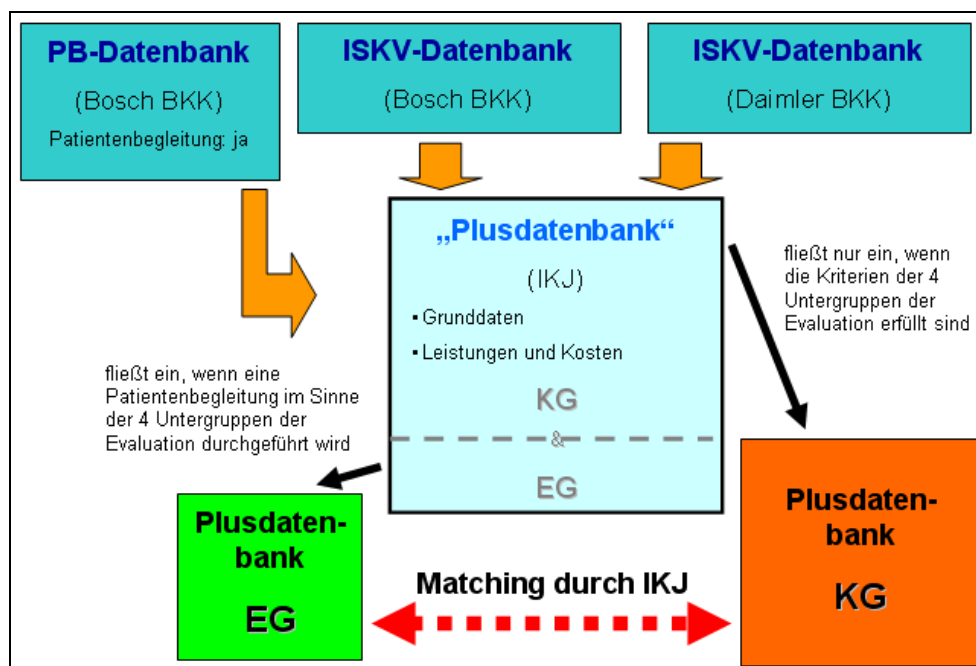 PB-Datenbank
(Bosch BKK)
Patientenbegleitung: ja
ISKV-Datenbank
(Bosch BKK)
ISKV-Datenbank
(Daimler BKK)
„Plusdatenbank“
(IKJ)
▪ Grunddaten
▪ Leistungen und Kosten
KG
&
EG
fließt nur ein, wenn
die Kriterien der 4
Untergruppen der
Evaluation erfüllt sind
fließt ein, wenn eine
Patientenbegleitung im Sinne
der 4 Untergruppen der
Evaluation durchgeführt wird
Plusdaten-
bank
EG
Matching durch IKJ
Plusdaten-
bank
KG